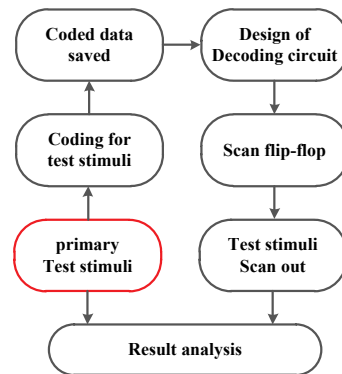 Coded data
saved
Design of
Decoding circuit
Coding for
test stimuli
Scan flip-flop
primary
Test stimuli
Test stimuli
Scan out
Result analysis